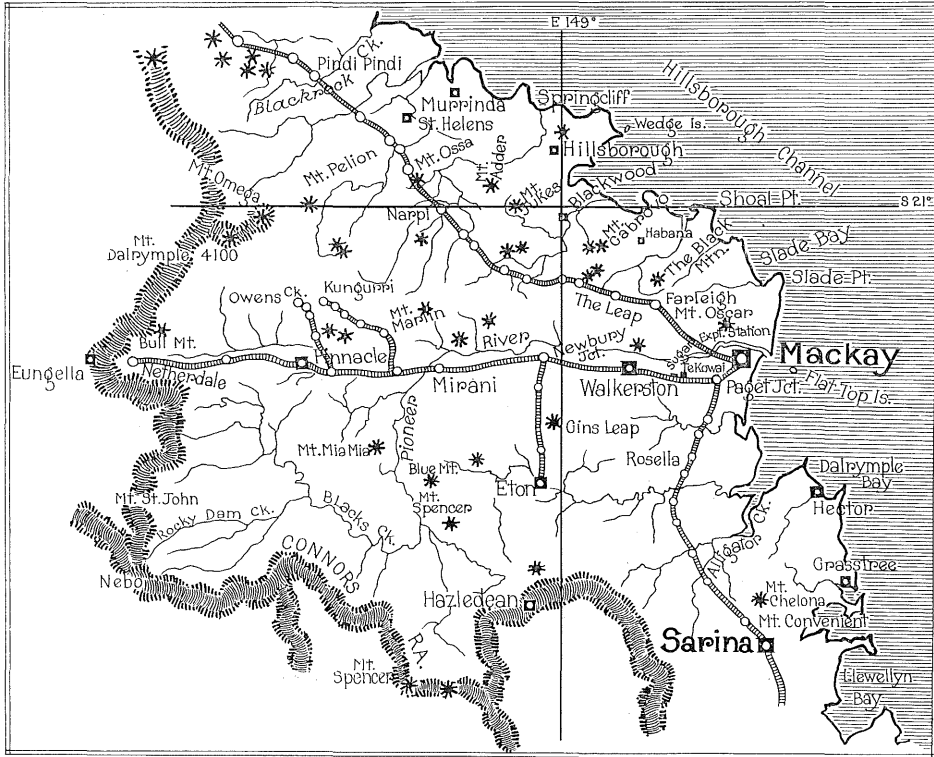 E 149°
Pindi Pindi
Ck.
Blackrock
Murrinda
St. Helens
Springcliff
Wedge Is.
Hillsborough
Hillsborough Channel
Mt. Pelion
Mt. Ossa
Mt. Adder
Mt. Jukes
Blackwood
Mt. Omega
Narpi
Shoal Pt.
S 21°
Habana
The Black Mtn.
Slade Bay
Slade Pt.
Mt.
Dalrymple 4100
Owens Ck.
Kungurri
Mt. Martin
The Leap
Farleigh
Mt. Oscar
Bull Mt.
River
Newbury Jct.
Expt. Station
Eungella
Netherdale
Pinnacle
Mirani
Walkerston
Te Kowai
Mackay
Paget Jct.
Flat Top Is.
Pioneer
Gins Leap
Mt. Mia Mia
Rosella
Blue Mt.
Eton
Dalrymple
Bay
Mt. St. John
Mt.
Spencer
Hector
Rocky Dam Ck.
Blacks Ck.
Alligator Ck.
CONNORS
RA.
Nebo
Grasstree
Hazledean
Mt.
Chelona
Mt. Convenient
Sarina
Mt.
Spencer
Llewellyn
Bay